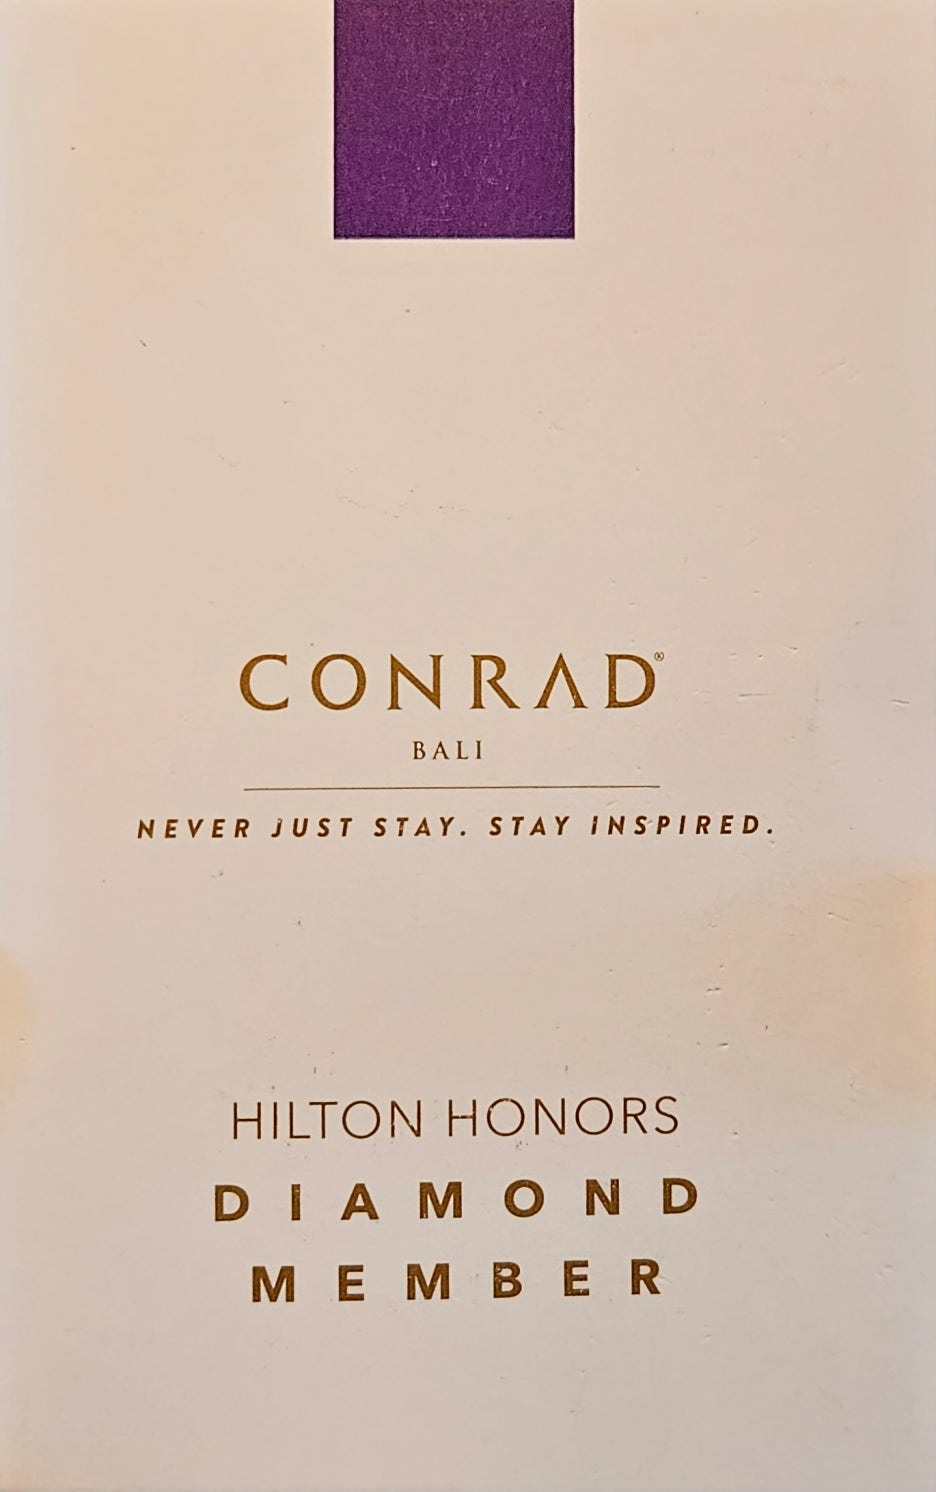 CONRAD®
BALI
NEVER JUST STAY. STAY INSPIRED.
HILTON HONORS
DIAMOND
MEMBER